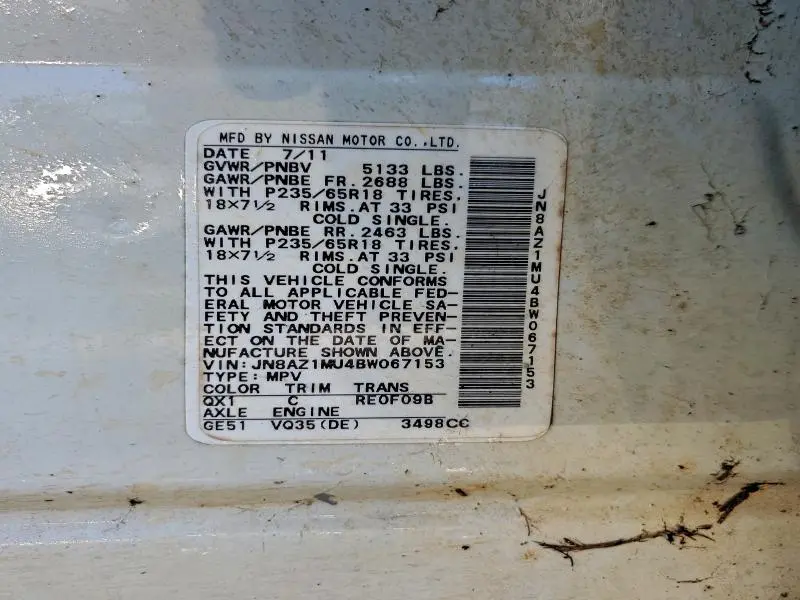 MFD BY NISSAN MOTOR CO.,LTD.
DATE 7/11
GVWR/PNBV 5133 LBS.
GAWR/PNBE FR. 2688 LBS.
WITH P235/65R18 TIRES.
18×7½ RIMS.AT 33 PSI
COLD SINGLE.
GAWR/PNBE RR. 2463 LBS.
WITH P235/65R18 TIRES.
18×7½ RIMS.AT 33 PSI
COLD SINGLE.
THIS VEHICLE CONFORMS
TO ALL APPLICABLE FED-
ERAL MOTOR VEHICLE SA-
FETY AND THEFT PREVEN-
TION STANDARDS IN EFF-
ECT ON THE DATE OF MA-
NUFACTURE SHOWN ABOVE.
VIN:JN8AZ1MU4BW067153
TYPE:MPV
COLOR TRIM TRANS
QX1 C RE0F09B
AXLE ENGINE
GE51 VQ35(DE) 3498CC
JN8AZ1MU4BW067153